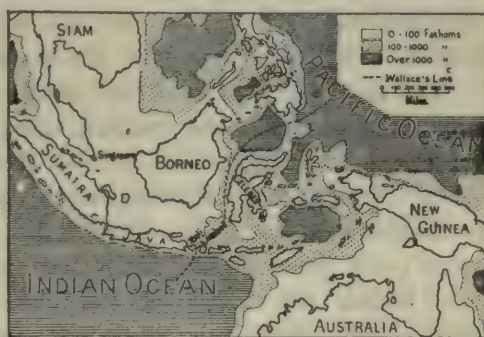 SIAM
0-100 Fathoms
100-1000 "
Over 1000 "
Wallace's Line
Miles
PACIFIC OCEAN
SUMATRA
BORNEO
JAVA
NEW
GUINEA
INDIAN OCEAN
AUSTRALIA